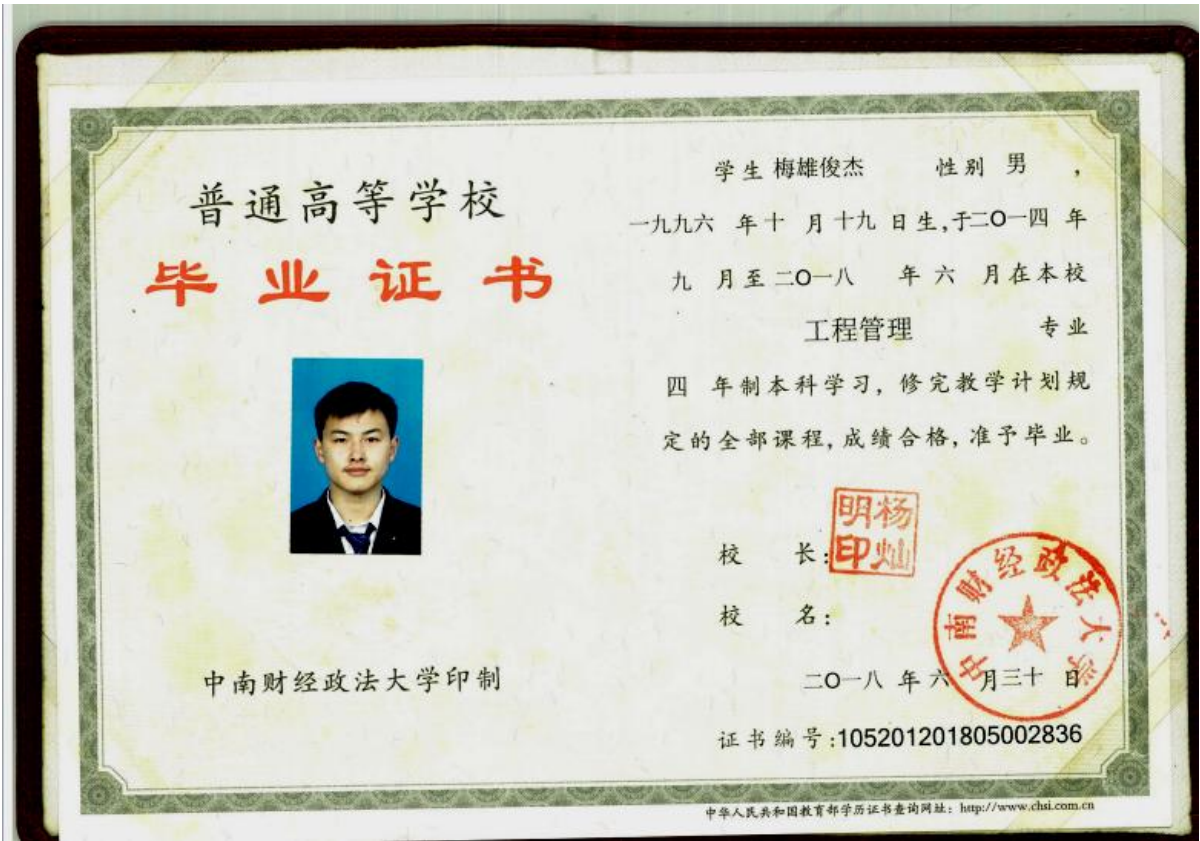 普通高等学校
毕业证书
中南财经政法大学印制
学生 梅雄俊杰 性别 男 ，
一九九六 年十 月十九 日生,于二O一四 年
九 月至二O一八 年 六 月在本校
工程管理 专业
四 年制本科学习，修完教学计划规
定的全部课程,成绩合格,准予毕业。
校 长:
杨灿明印
校 名:
中南财经政法大学
二O一八 年 六 月三十 日
证书编号:105201201805002836
中华人民共和国教育部学历证书查询网址: http://www.chsi.com.cn